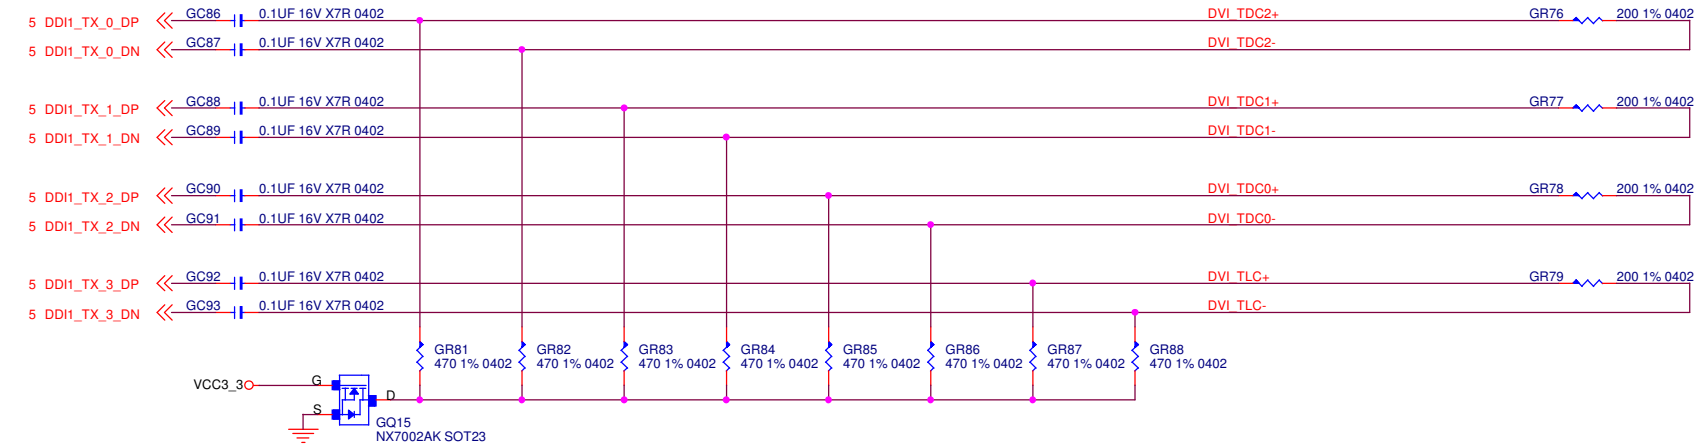 5 DDI1_TX_0_DP GC86 0.1UF 16V X7R 0402 DVI_TDC2+ GR76 200 1% 0402
5 DDI1_TX_0_DN GC87 0.1UF 16V X7R 0402 DVI_TDC2-
5 DDI1_TX_1_DP GC88 0.1UF 16V X7R 0402 DVI_TDC1+ GR77 200 1% 0402
5 DDI1_TX_1_DN GC89 0.1UF 16V X7R 0402 DVI_TDC1-
5 DDI1_TX_2_DP GC90 0.1UF 16V X7R 0402 DVI_TDC0+ GR78 200 1% 0402
5 DDI1_TX_2_DN GC91 0.1UF 16V X7R 0402 DVI_TDC0-
5 DDI1_TX_3_DP GC92 0.1UF 16V X7R 0402 DVI_TLC+ GR79 200 1% 0402
5 DDI1_TX_3_DN GC93 0.1UF 16V X7R 0402 DVI_TLC-
GR81 GR82 GR83 GR84 GR85 GR86 GR87 GR88
470 1% 0402 470 1% 0402 470 1% 0402 470 1% 0402 470 1% 0402 470 1% 0402 470 1% 0402 470 1% 0402
VCC3_3 G
D
S
GQ15
NX7002AK SOT23